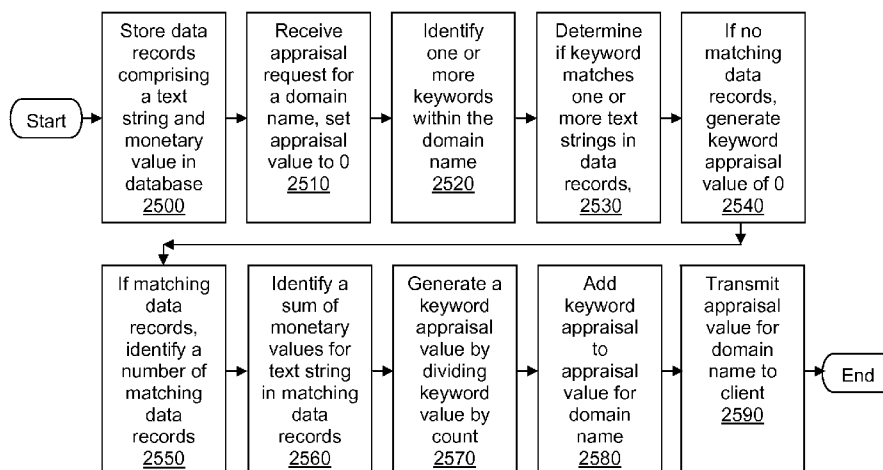 Start
Store data
records
comprising
a text
string and
monetary
value in
database
2500
Receive
appraisal
request for
a domain
name, set
appraisal
value to 0
2510
Identify
one or
more
keywords
within the
domain
name
2520
Determine
if keyword
matches
one or
more text
strings in
data
records,
2530
If no
matching
data
records,
generate
keyword
appraisal
value of 0
2540
If matching
data
records,
identify a
number of
matching
data
records
2550
Identify a
sum of
monetary
values for
text string
in matching
data
records
2560
Generate a
keyword
appraisal
value by
dividing
keyword
value by
count
2570
Add
keyword
appraisal
to
appraisal
value for
domain
name
2580
Transmit
appraisal
value for
domain
name to
client
2590
End